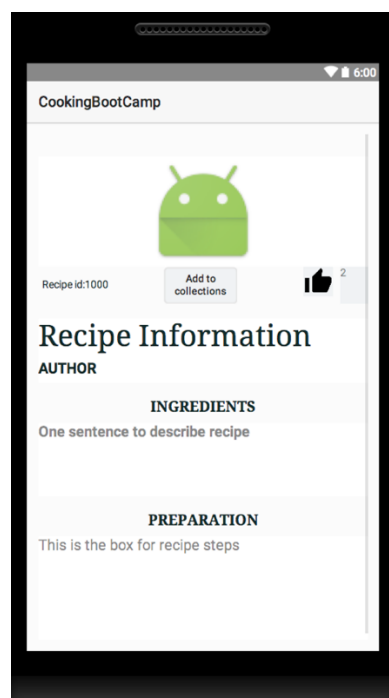 6:00
CookingBootCamp
Recipe id:1000
Add to
collections
2
Recipe Information
AUTHOR
INGREDIENTS
One sentence to describe recipe
PREPARATION
This is the box for recipe steps